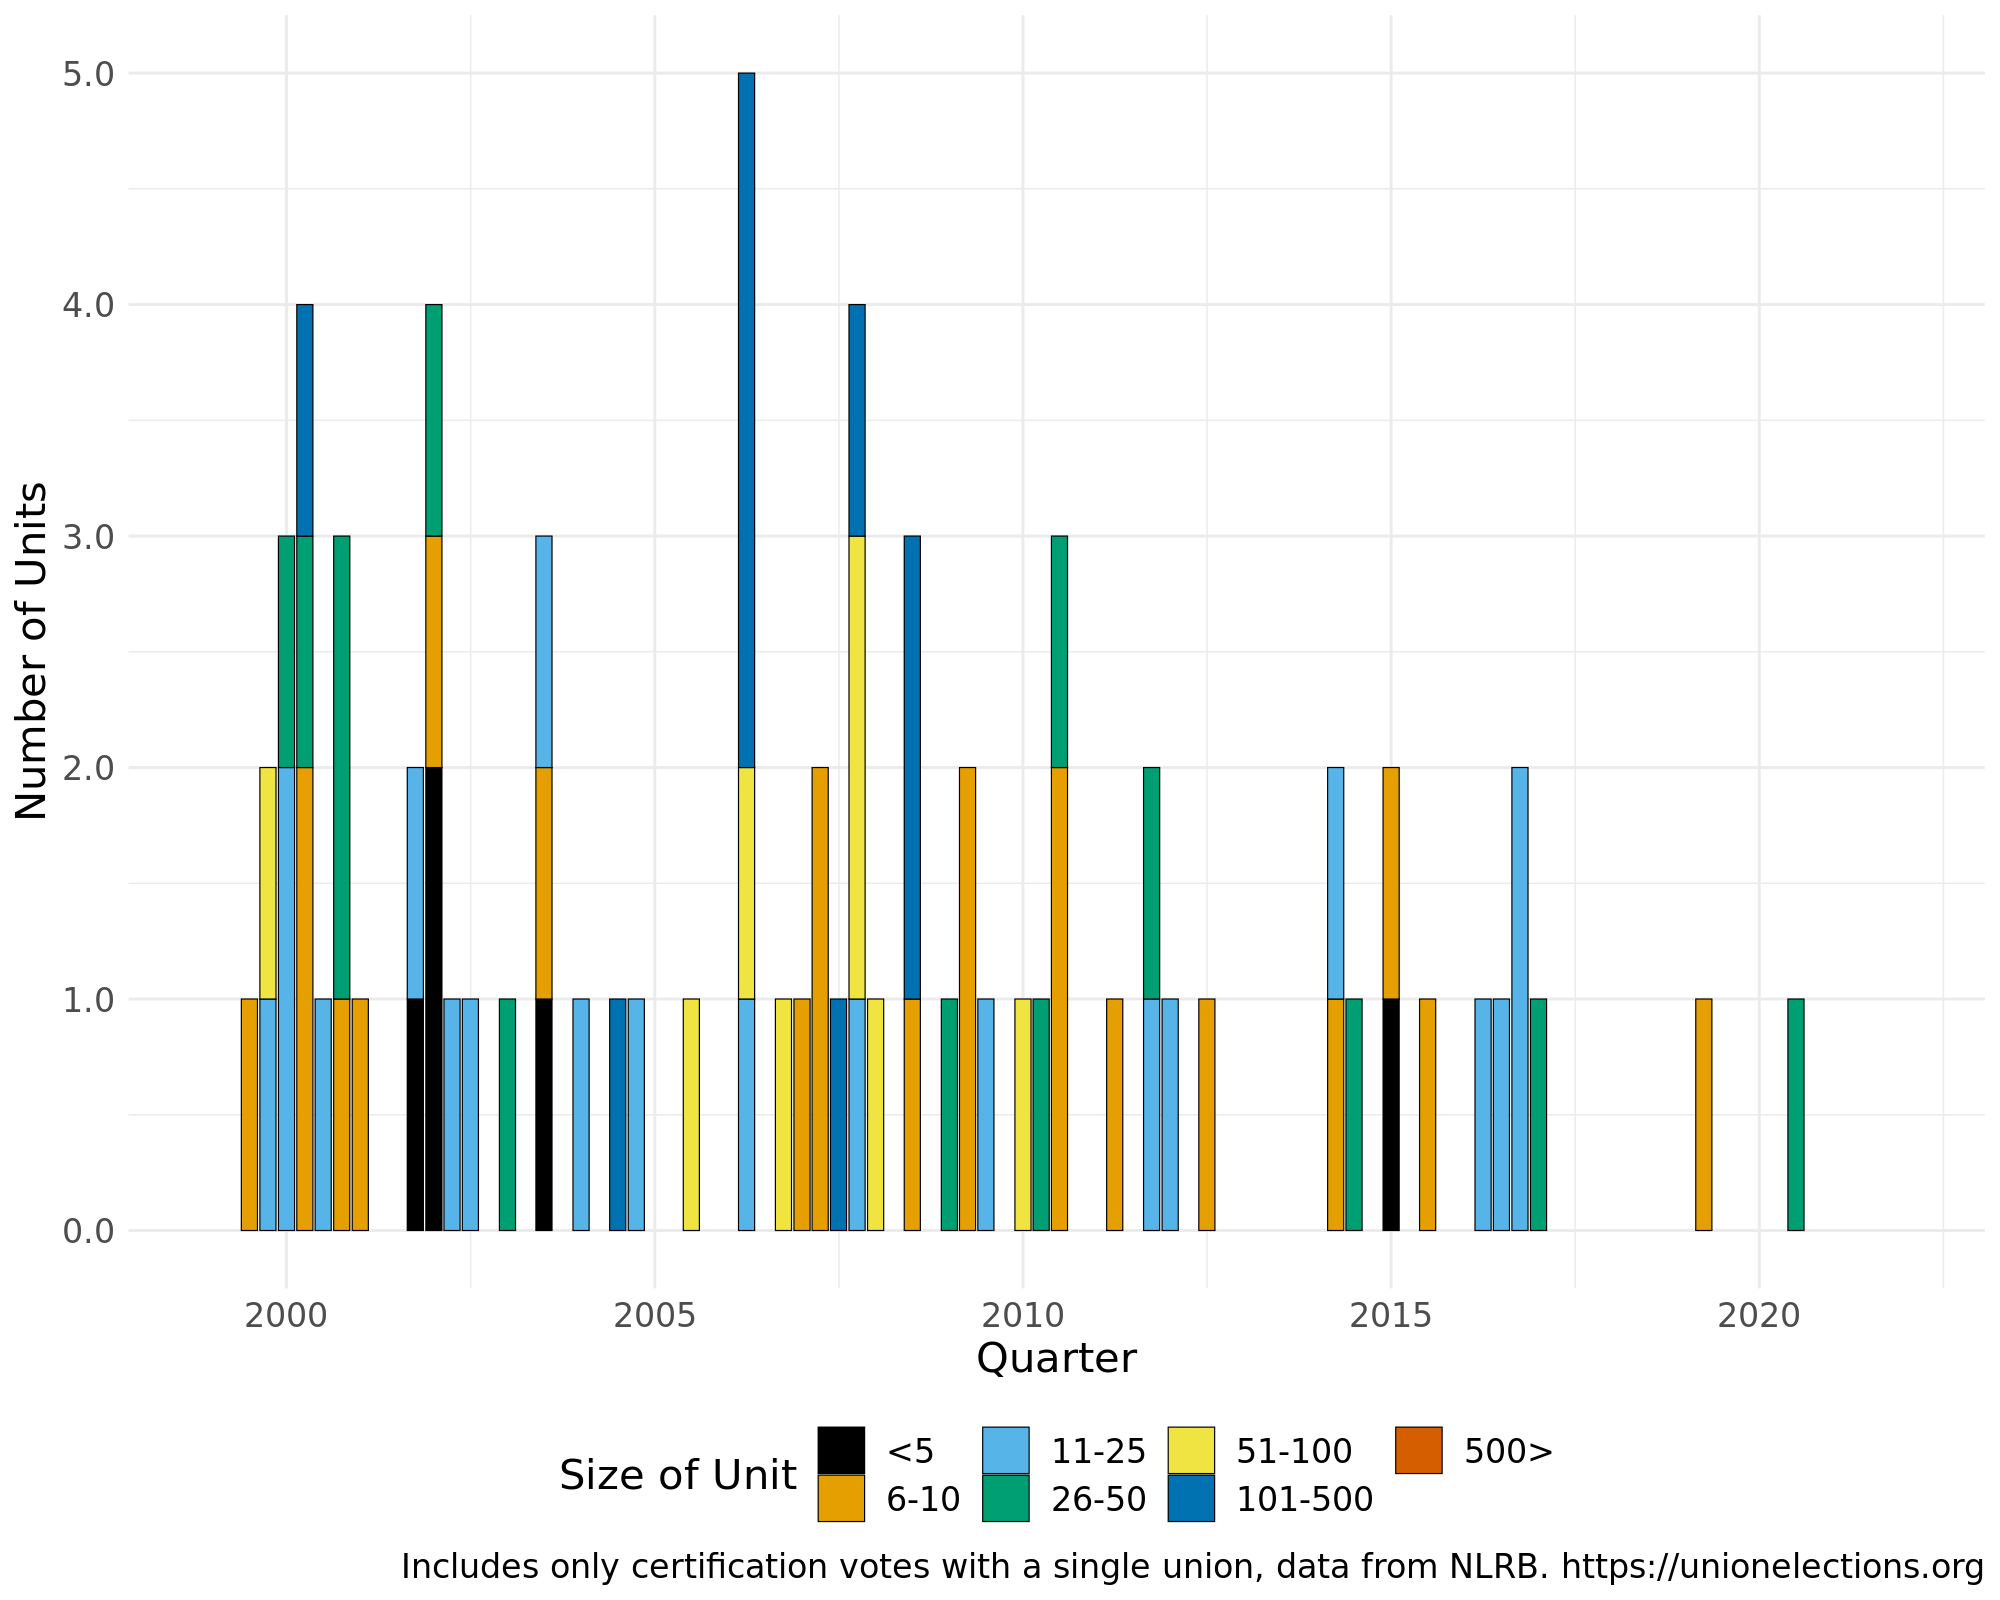 5.0
4.0
3.0
2.0
1.0
0.0
Number of Units
2000 2005 2010 2015 2020
Quarter
Size of Unit
<5 11-25 51-100 500>
6-10 26-50 101-500
Includes only certification votes with a single union, data from NLRB. https://unionelections.org